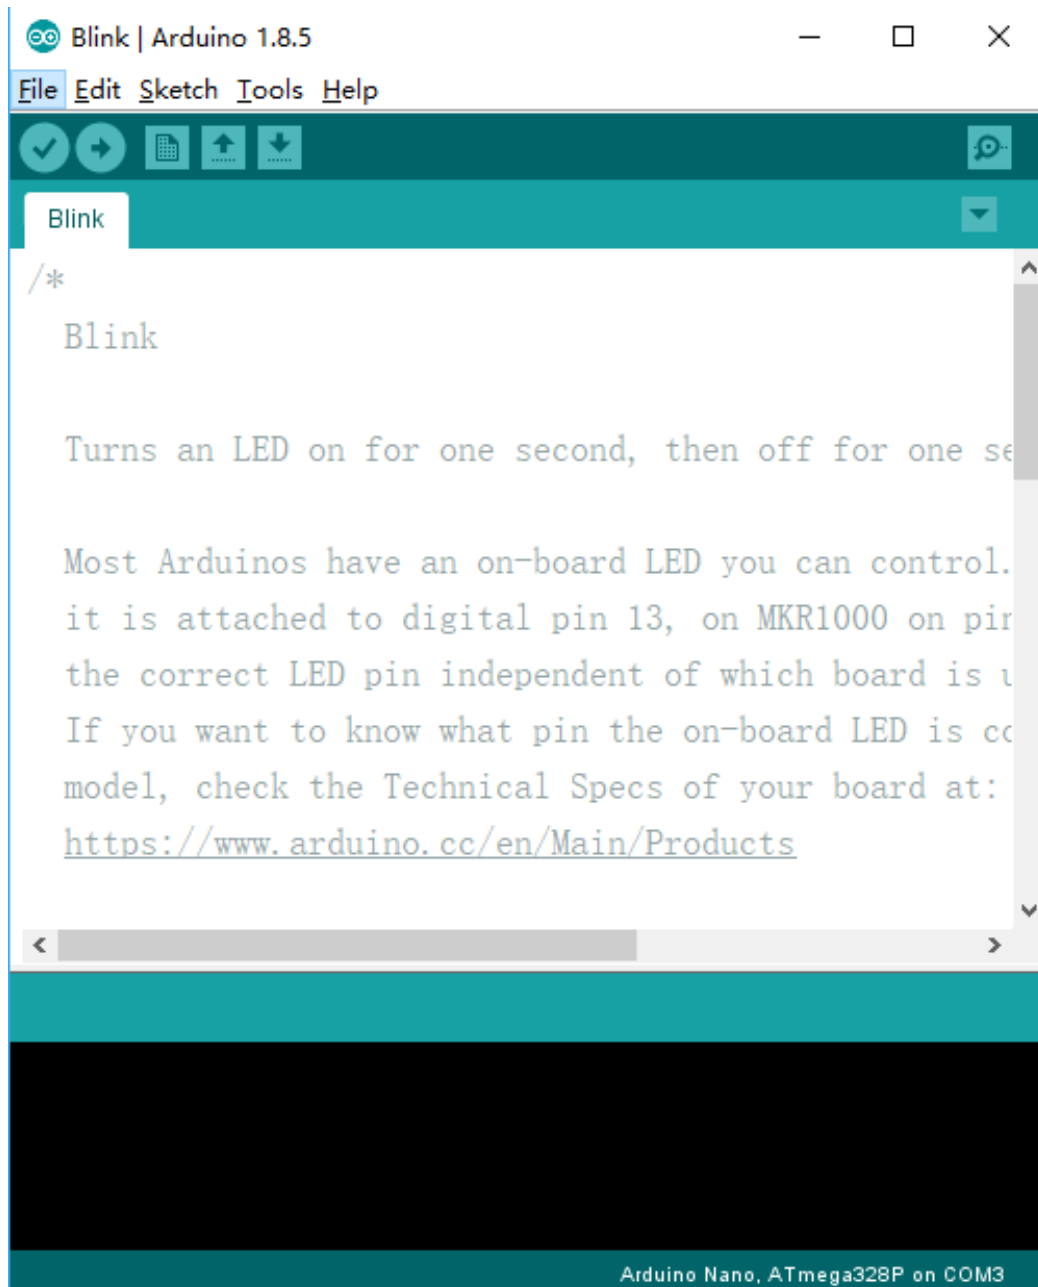 Blink | Arduino 1.8.5
File Edit Sketch Tools Help
Blink
/*
Blink
Turns an LED on for one second, then off for one se
Most Arduinos have an on-board LED you can control.
it is attached to digital pin 13, on MKR1000 on pin
the correct LED pin independent of which board is u
If you want to know what pin the on-board LED is co
model, check the Technical Specs of your board at:
https://www.arduino.cc/en/Main/Products
Arduino Nano, ATmega328P on COM3